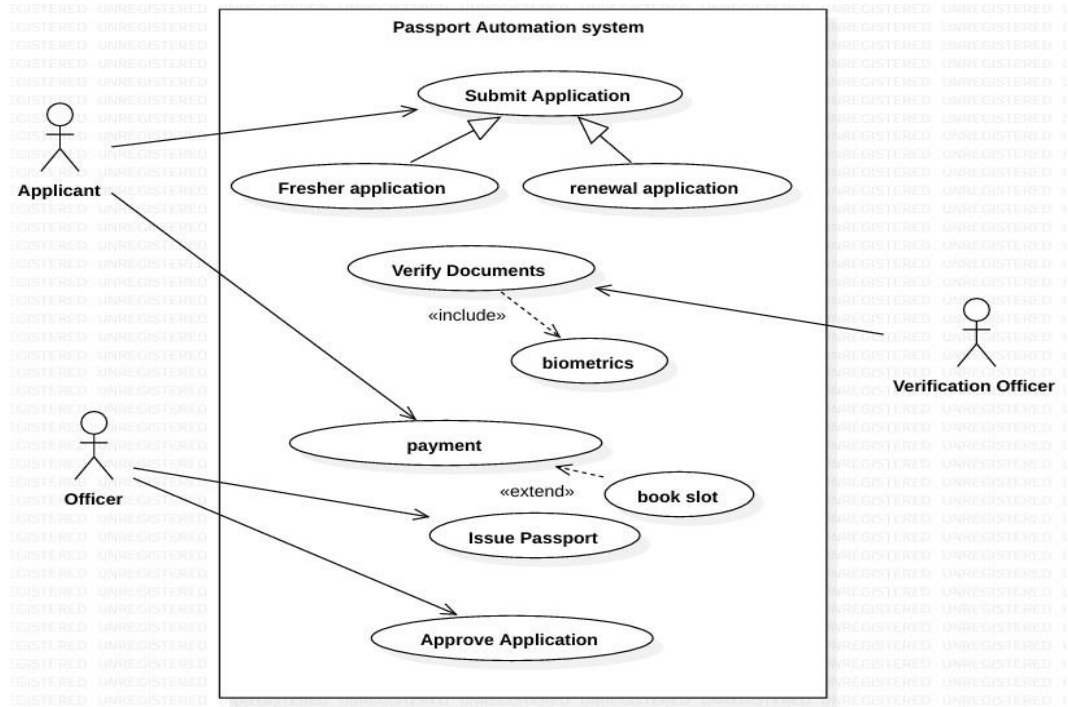 Passport Automation system
Submit Application
Applicant
Fresher application
renewal application
Verify Documents
«include»
biometrics
Verification Officer
payment
Officer
«extend»
book slot
Issue Passport
Approve Application
UNREGISTERED